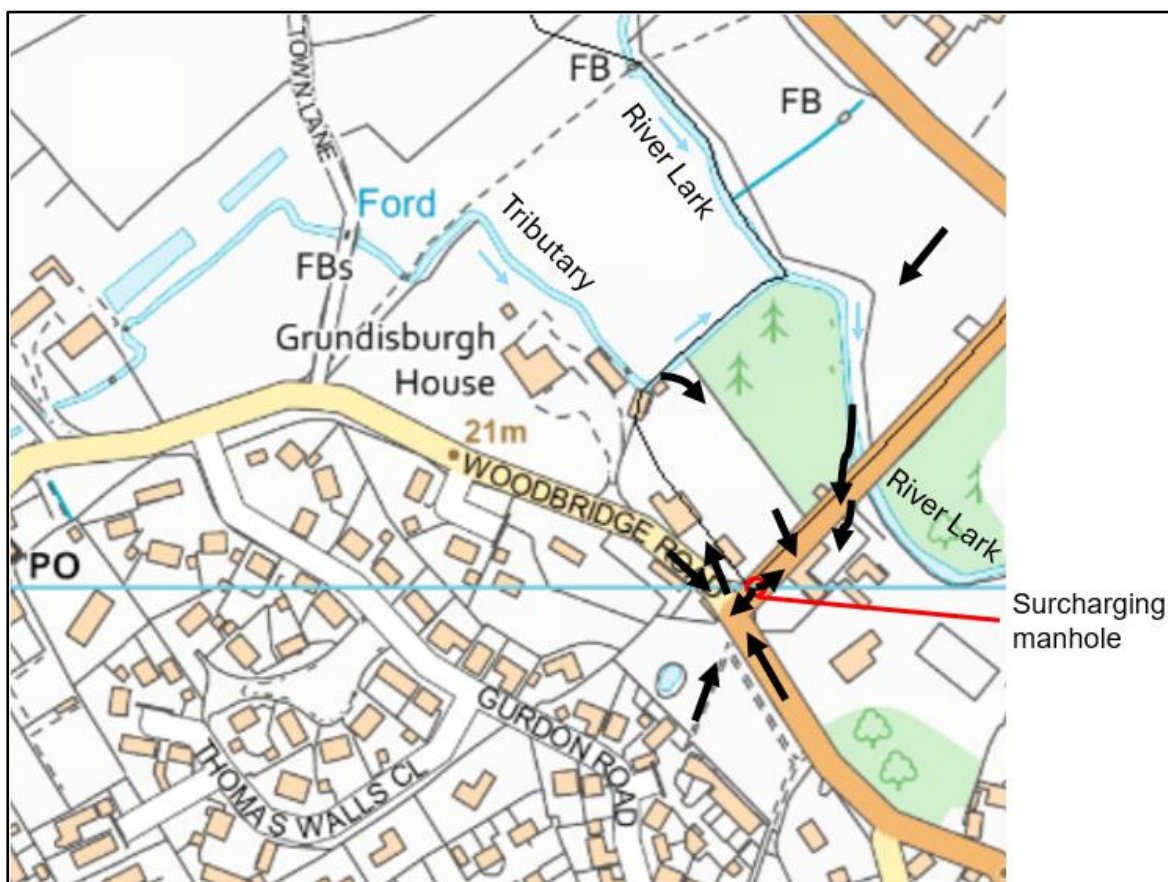 TOWN LANE
FB
FB
River Lark
Ford
Tributary
FBs
Grundisburgh
House
21m
WOODBRIDGE ROAD
River Lark
PO
Surcharging
manhole
GURDON ROAD
THOMAS WALLS CL